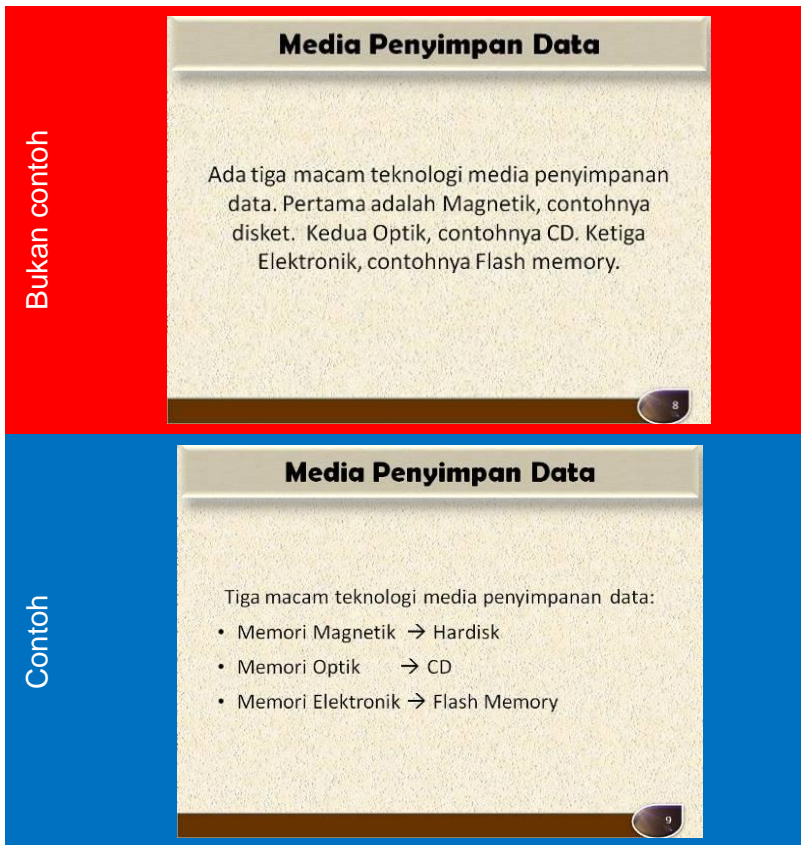 Bukan contoh
Media Penyimpan Data
Ada tiga macam teknologi media penyimpanan
data. Pertama adalah Magnetik, contohnya
disket. Kedua Optik, contohnya CD. Ketiga
Elektronik, contohnya Flash memory.
8
Contoh
Media Penyimpan Data
Tiga macam teknologi media penyimpanan data:
• Memori Magnetik → Hardisk
• Memori Optik → CD
• Memori Elektronik → Flash Memory
9